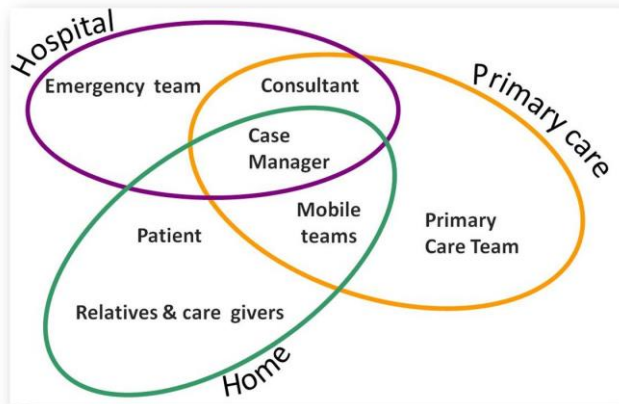 Hospital
Emergency team
Consultant
Primary care
Case
Manager
Mobile
teams
Patient
Primary
Care Team
Relatives & care givers
Home